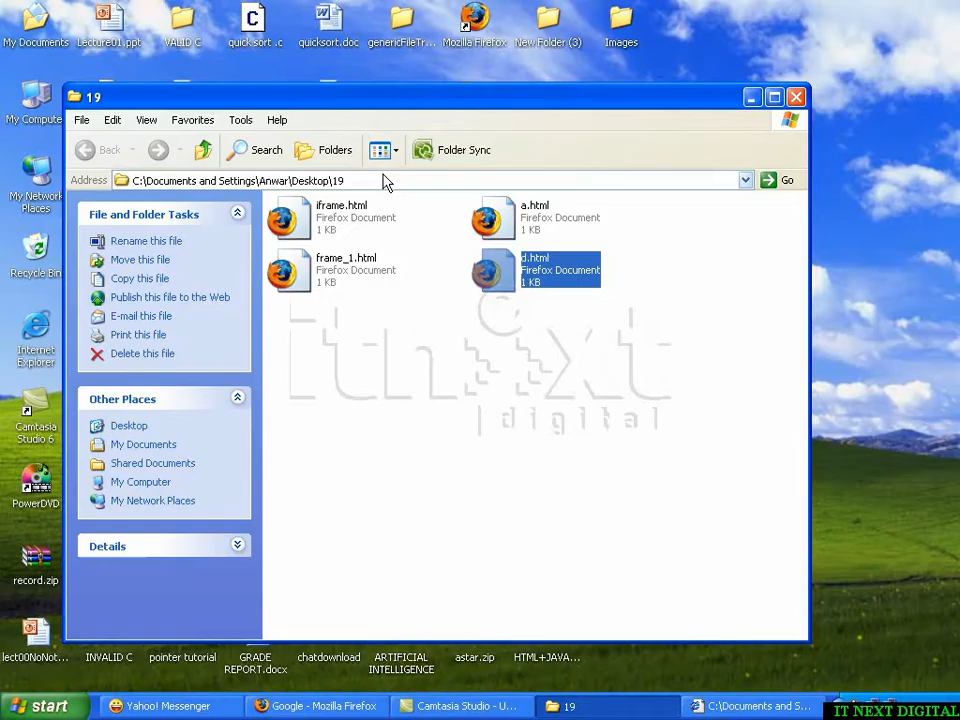 My Documents
Lecture01.ppt
VALID C
quick sort .c
quicksort.doc
genericFileTr...
Mozilla Firefox
New Folder (3)
Images
My Compute
My Network
Places
Recycle Bin
Internet
Explorer
Camtasia
Studio 6
PowerDVD
record.zip
19
File
Edit
View
Favorites
Tools
Help
Back
Search
Folders
Folder Sync
Address
C:\Documents and Settings\Anwar\Desktop\19
Go
File and Folder Tasks
Rename this file
Move this file
Copy this file
Publish this file to the Web
E-mail this file
Print this file
Delete this file
Other Places
Desktop
My Documents
Shared Documents
My Computer
My Network Places
Details
iframe.html
Firefox Document
1 KB
a.html
Firefox Document
1 KB
frame_1.html
Firefox Document
1 KB
d.html
Firefox Document
1 KB
itnext
|digital|
lect00NoNot...
INVALID C
pointer tutorial
GRADE
REPORT.docx
chatdownload
ARTIFICIAL
INTELLIGENCE
astar.zip
HTML+JAVA...
start
Yahoo! Messenger
Google - Mozilla Firefox
Camtasia Studio - U...
19
C:\Documents and S...
IT NEXT DIGITAL